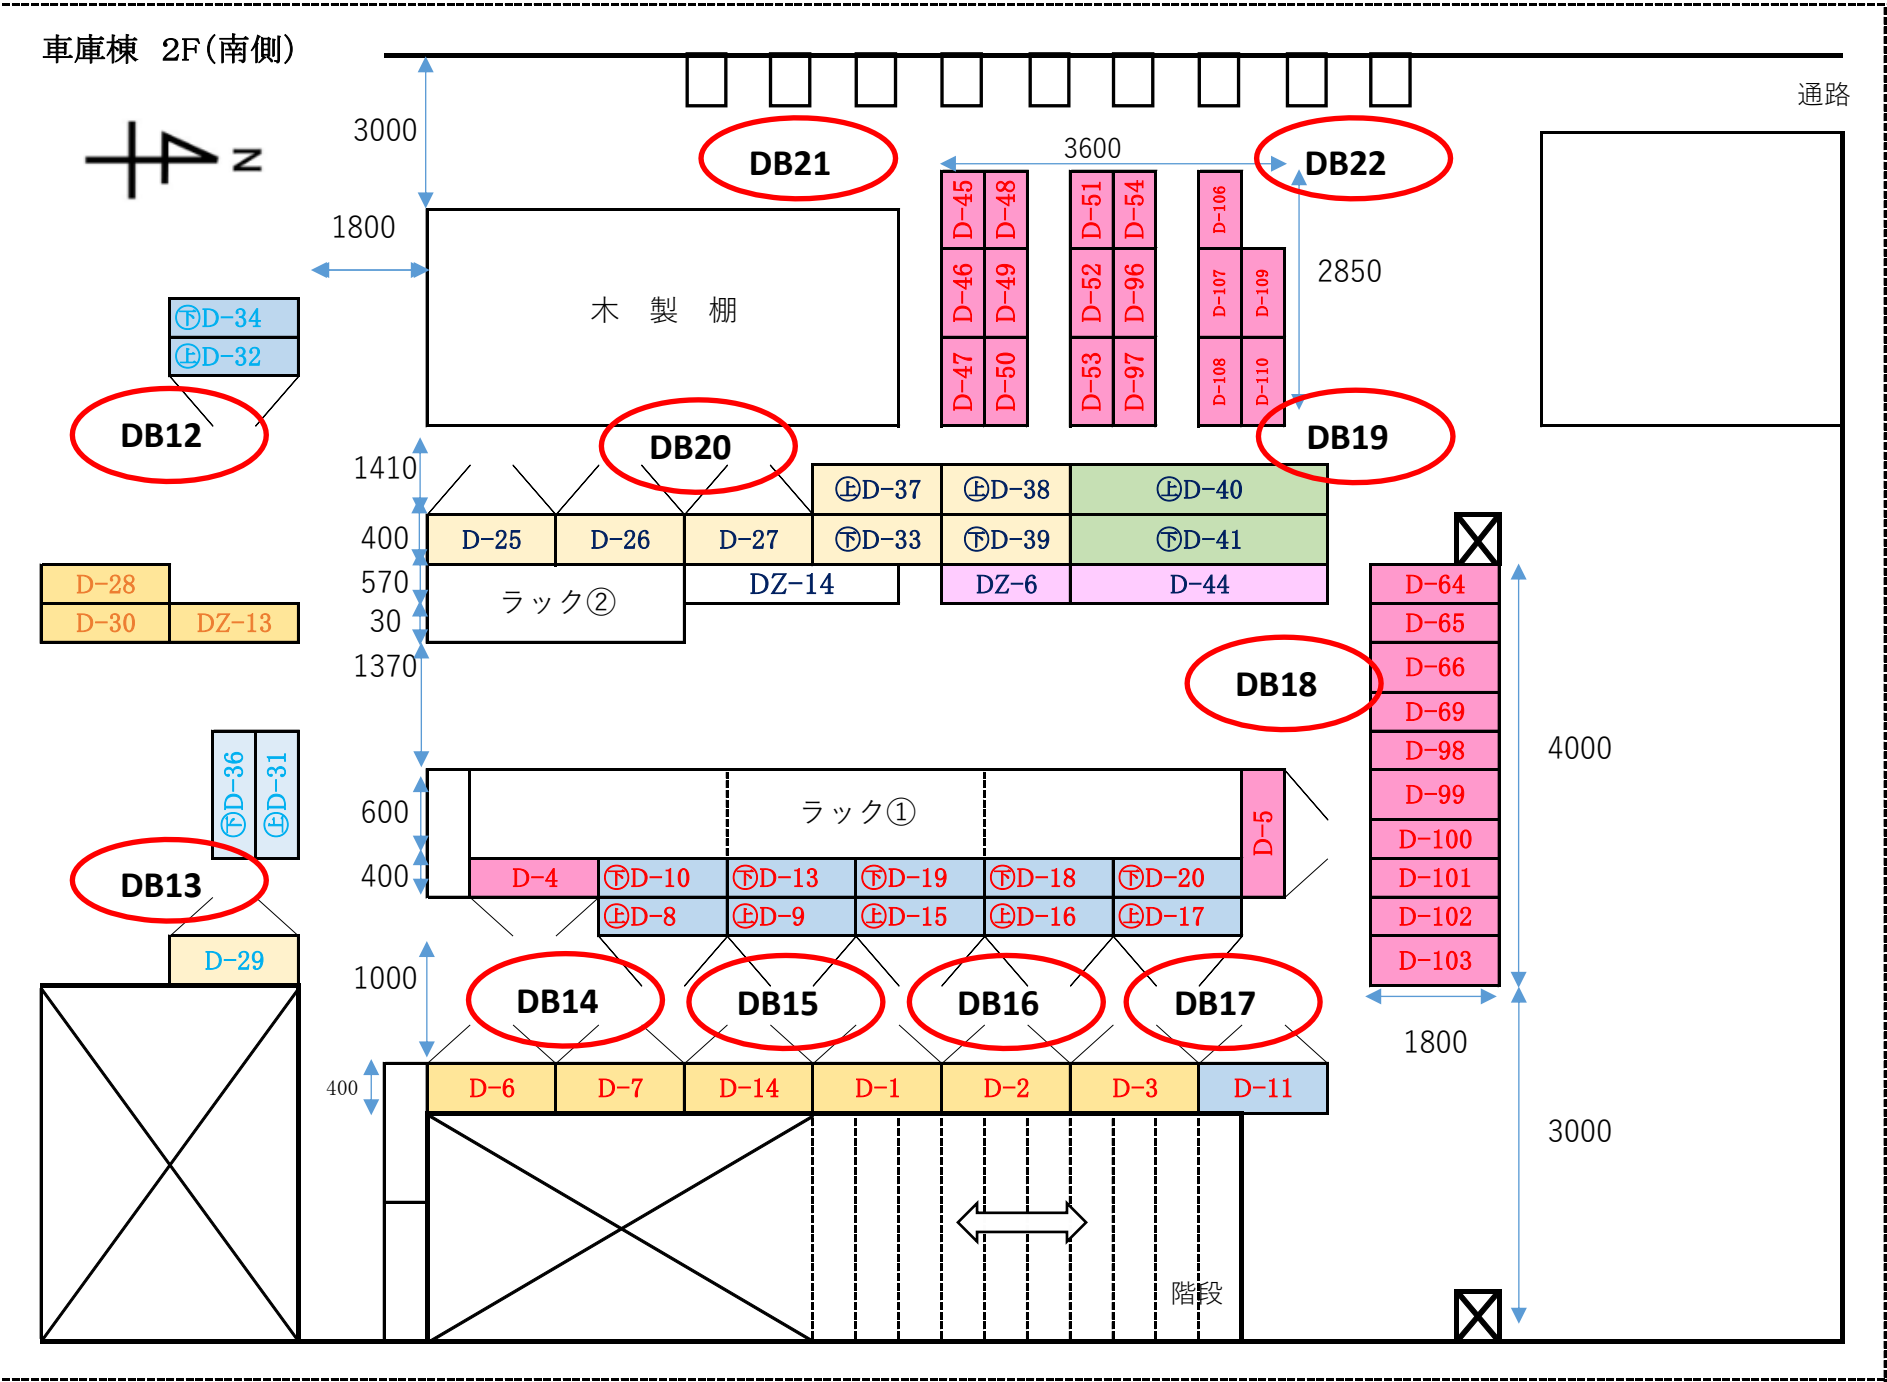 車庫棟 2F(南側)
通路
N
3000
1800
DB21
3600
DB22
D-45
D-48
D-51
D-54
D-106
D-46
D-49
D-52
D-96
D-107
D-109
D-47
D-50
D-53
D-97
D-108
D-110
2850
木 製 棚
㊦D-34
㊤D-32
DB12
DB20
DB19
1410
㊤D-37
㊤D-38
㊤D-40
400
D-25
D-26
D-27
㊦D-33
㊦D-39
㊦D-41
570
ラック②
DZ-14
DZ-6
D-44
30
D-28
D-30
DZ-13
1370
DB18
D-64
D-65
D-66
D-69
D-98
D-99
D-100
D-101
D-102
D-103
4000
1800
3000
㊦D-36
㊤D-31
DB13
D-29
600
ラック①
D-5
400
D-4
㊦D-10
㊦D-13
㊦D-19
㊦D-18
㊦D-20
㊤D-8
㊤D-9
㊤D-15
㊤D-16
㊤D-17
1000
DB14
DB15
DB16
DB17
400
D-6
D-7
D-14
D-1
D-2
D-3
D-11
階段